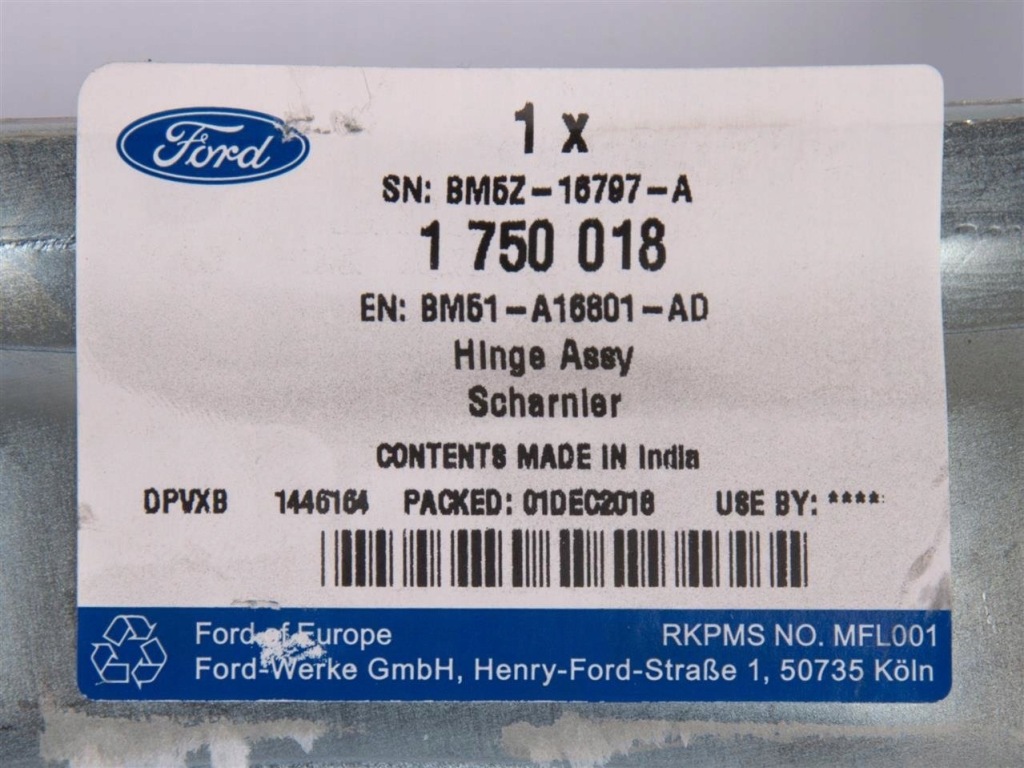 Ford
1 x
SN: BM5Z-16797-A
1 750 018
EN: BM51-A16801-AD
Hinge Assy
Scharnier
CONTENTS MADE IN India
DPVXB 1446164 PACKED: 01DEC2016 USE BY: ****
Ford of Europe
RKPMS NO. MFL001
Ford-Werke GmbH, Henry-Ford-Straße 1, 50735 Köln